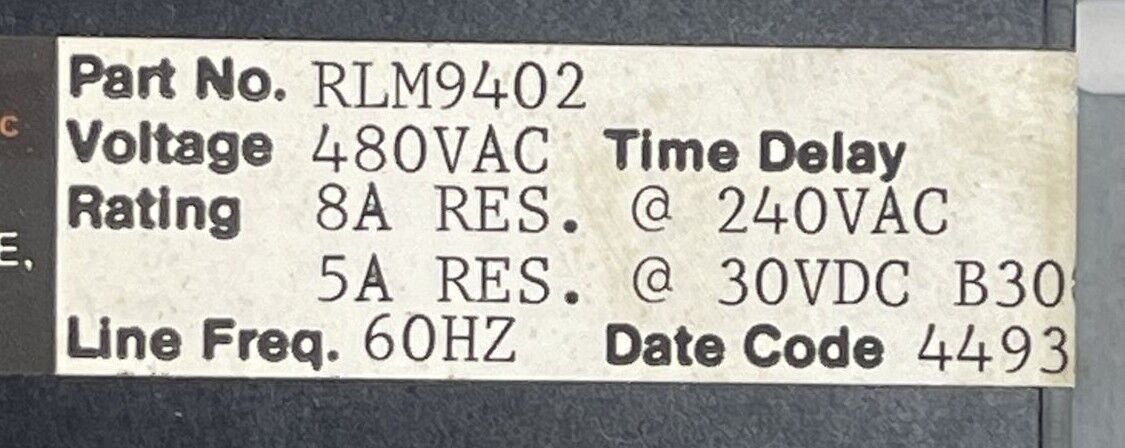 Part No. RLM9402
Voltage 480VAC Time Delay
Rating 8A RES. @ 240VAC
5A RES. @ 30VDC
Line Freq. 60HZ Date Code 4493
c
E,